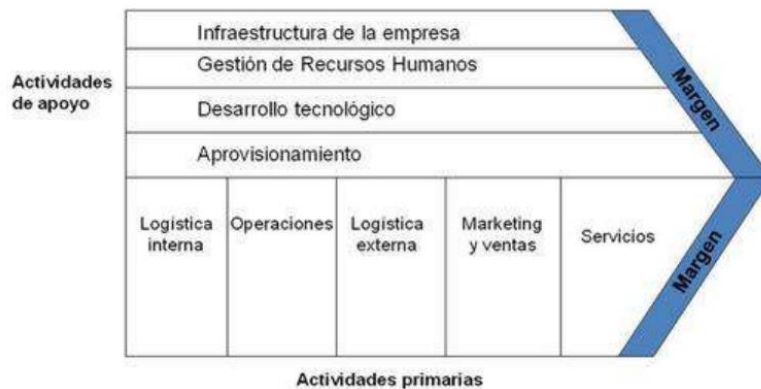 Infraestructura de la empresa
Gestión de Recursos Humanos
Actividades
de apoyo
Desarrollo tecnológico
Aprovisionamiento
Margen
Logística
interna
Operaciones
Logística
externa
Marketing
y ventas
Servicios
Margen
Actividades primarias